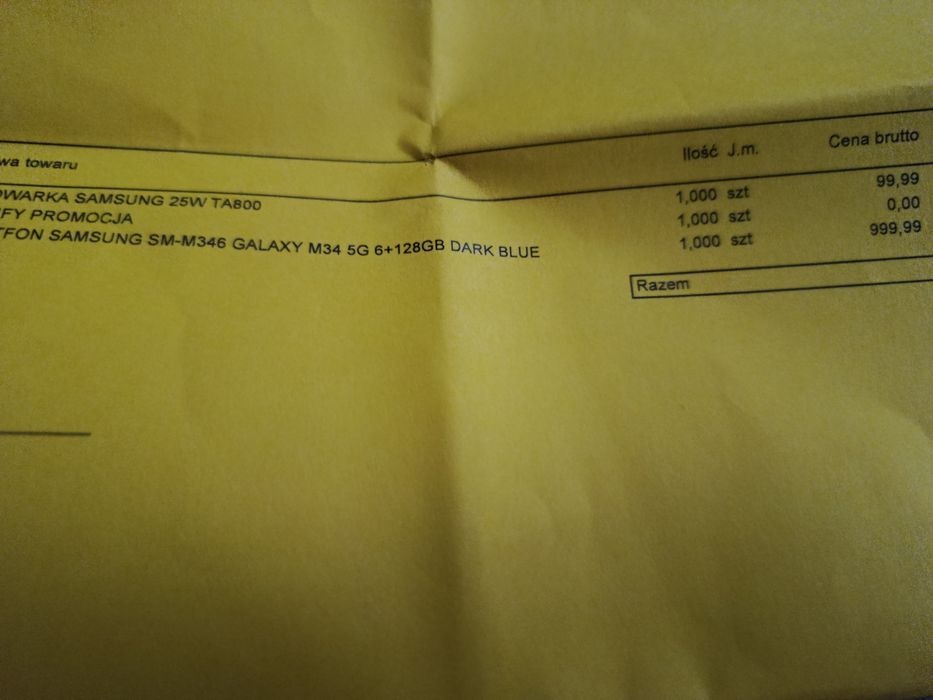 wa towaru Ilość J.m. Cena brutto
OWARKA SAMSUNG 25W TA800 1,000 szt 99,99
FY PROMOCJA 1,000 szt 0,00
TFON SAMSUNG SM-M346 GALAXY M34 5G 6+128GB DARK BLUE 1,000 szt 999,99
Razem